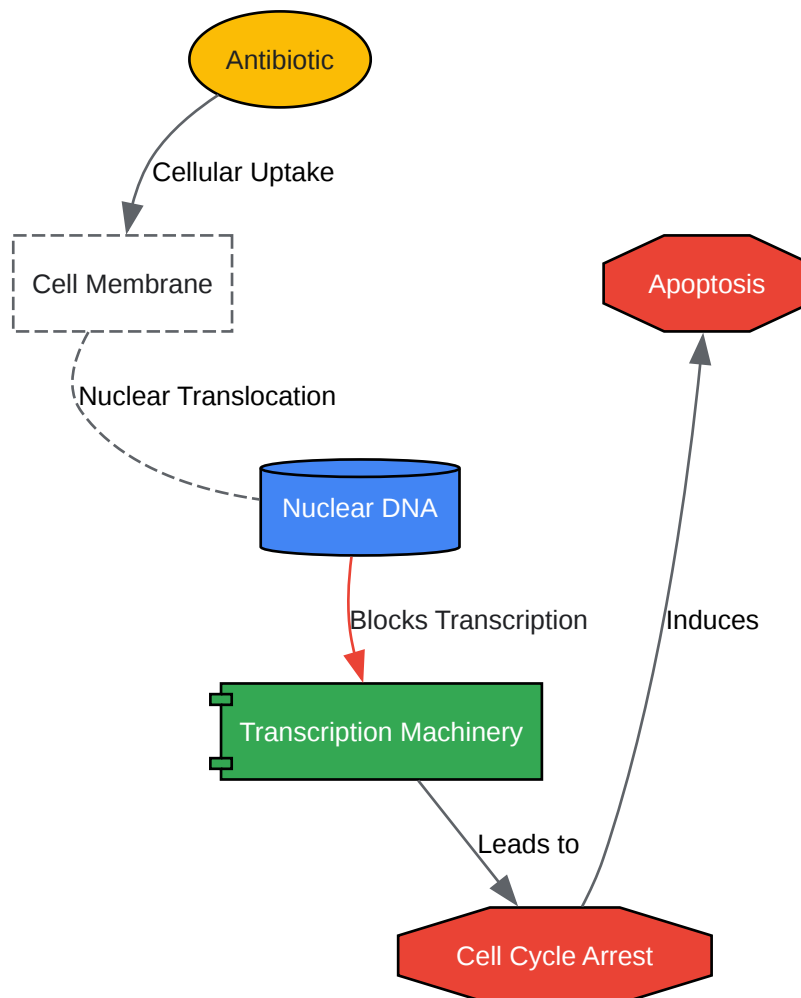 Antibiotic
Cellular Uptake
Cell Membrane
Apoptosis
Nuclear Translocation
Nuclear DNA
Blocks Transcription
Induces
Transcription Machinery
Leads to
Cell Cycle Arrest